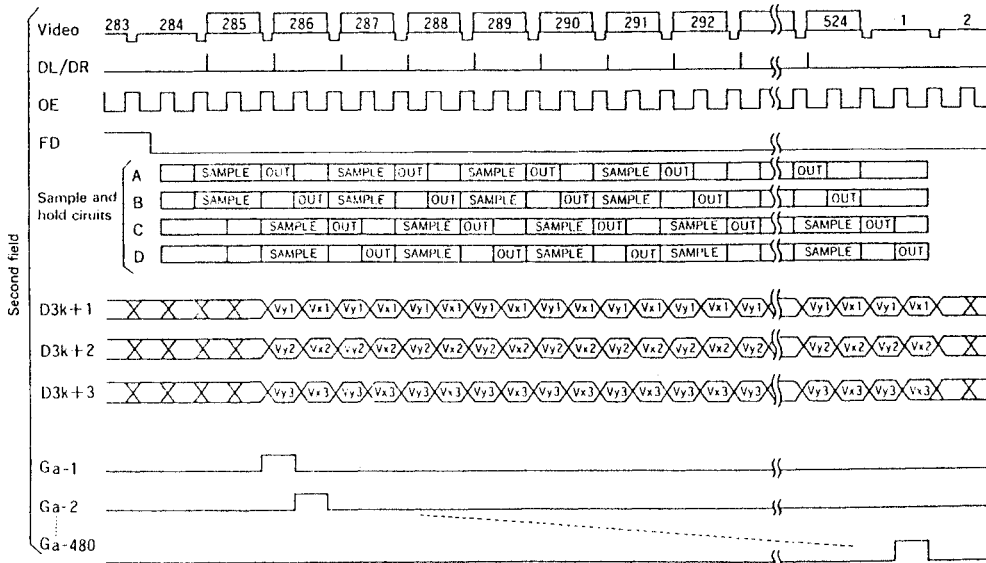 Video 283 284 285 286 287 288 289 290 291 292 524 1 2
DL/DR
OE
FD
Second field
Sample and
hold ciruits
A SAMPLE OUT SAMPLE OUT SAMPLE OUT SAMPLE OUT OUT
B SAMPLE OUT SAMPLE OUT SAMPLE OUT SAMPLE OUT OUT
C SAMPLE OUT SAMPLE OUT SAMPLE OUT SAMPLE OUT SAMPLE OUT
D SAMPLE OUT SAMPLE OUT SAMPLE OUT SAMPLE SAMPLE OUT
D3k+1 Vy1 Vx1 Vy1 Vx1 Vy1 Vx1 Vy1 Vx1 Vy1 Vx1 Vy1 Vx1 Vy1 Vx1 Vy1 Vy1 Vx1 Vy1 Vx1
D3k+2 Vy2 Vx2 Vy2 Vx2 Vy2 Vx2 Vy2 Vx2 Vy2 Vx2 Vy2 Vx2 Vy2 Vx2 Vy2 Vy2 Vx2 Vy2 Vx2
D3k+3 Vy3 Vx3 Vy3 Vx3 Vy3 Vx3 Vy3 Vx3 Vy3 Vx3 Vy3 Vx3 Vy3 Vx3 Vy3 Vy3 Vx3 Vy3 Vx3
Ga-1
Ga-2
Ga-480